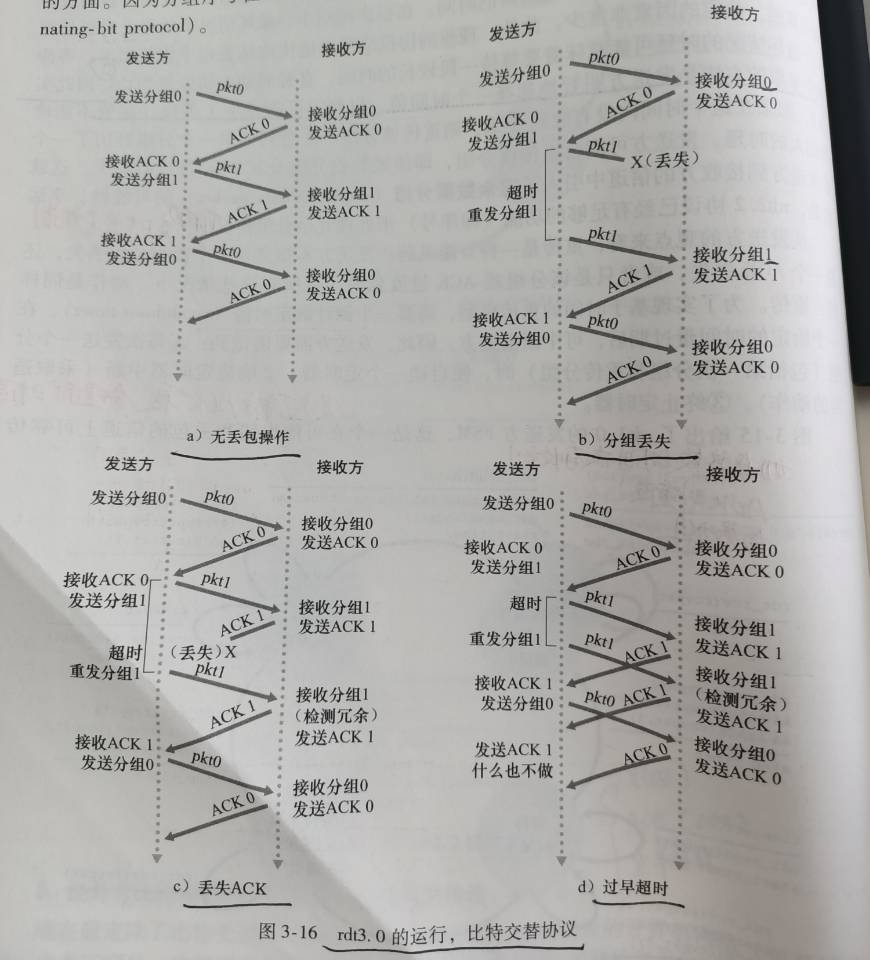 nating-bit protocol)。
发送方
接收方
发送分组0
pkt0
接收分组0
发送ACK 0
ACK 0
接收ACK 0
发送分组1
pkt1
接收分组1
发送ACK 1
ACK 1
接收ACK 1
发送分组0
pkt0
接收分组0
发送ACK 0
ACK 0
a)无丢包操作
发送方
接收方
发送分组0
pkt0
接收分组0
发送ACK 0
ACK 0
接收ACK 0
发送分组1
pkt1
X(丢失)
超时
重发分组1
pkt1
接收分组1
发送ACK 1
ACK 1
接收ACK 1
发送分组0
pkt0
接收分组0
发送ACK 0
ACK 0
b)分组丢失
发送方
接收方
发送分组0
pkt0
接收分组0
发送ACK 0
ACK 0
接收ACK 0
发送分组1
pkt1
接收分组1
发送ACK 1
ACK 1
(丢失)X
超时
重发分组1
pkt1
接收分组1
(检测冗余)
发送ACK 1
ACK 1
接收ACK 1
发送分组0
pkt0
接收分组0
发送ACK 0
ACK 0
c)丢失ACK
发送方
接收方
发送分组0
pkt0
接收分组0
发送ACK 0
ACK 0
接收ACK 0
发送分组1
pkt1
超时
重发分组1
pkt1
接收分组1
发送ACK 1
ACK 1
接收分组1
(检测冗余)
发送ACK 1
接收ACK 1
发送分组0
pkt0
ACK 1
接收分组0
发送ACK 0
发送ACK 1
什么也不做
ACK 0
d)过早超时
图 3-16 rdt3.0 的运行,比特交替协议